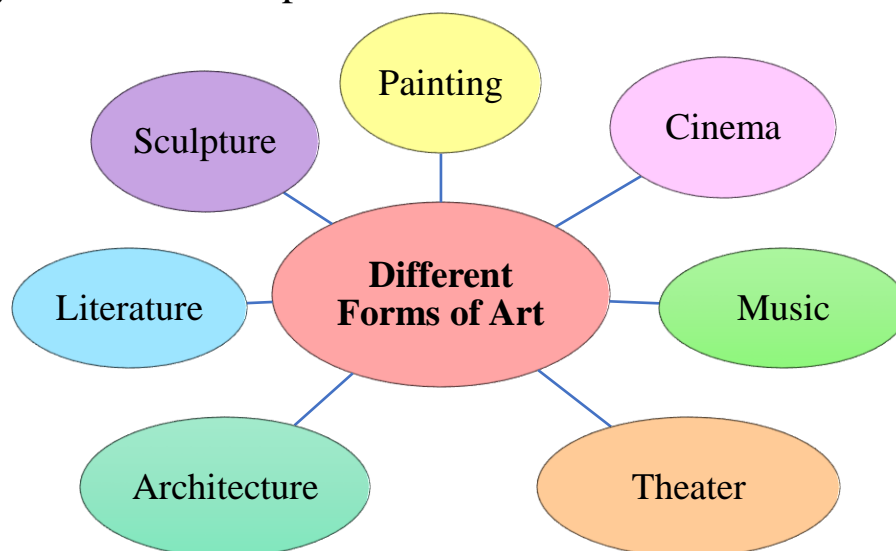 Painting
Cinema
Sculpture
Different
Forms of Art
Literature
Music
Architecture
Theater